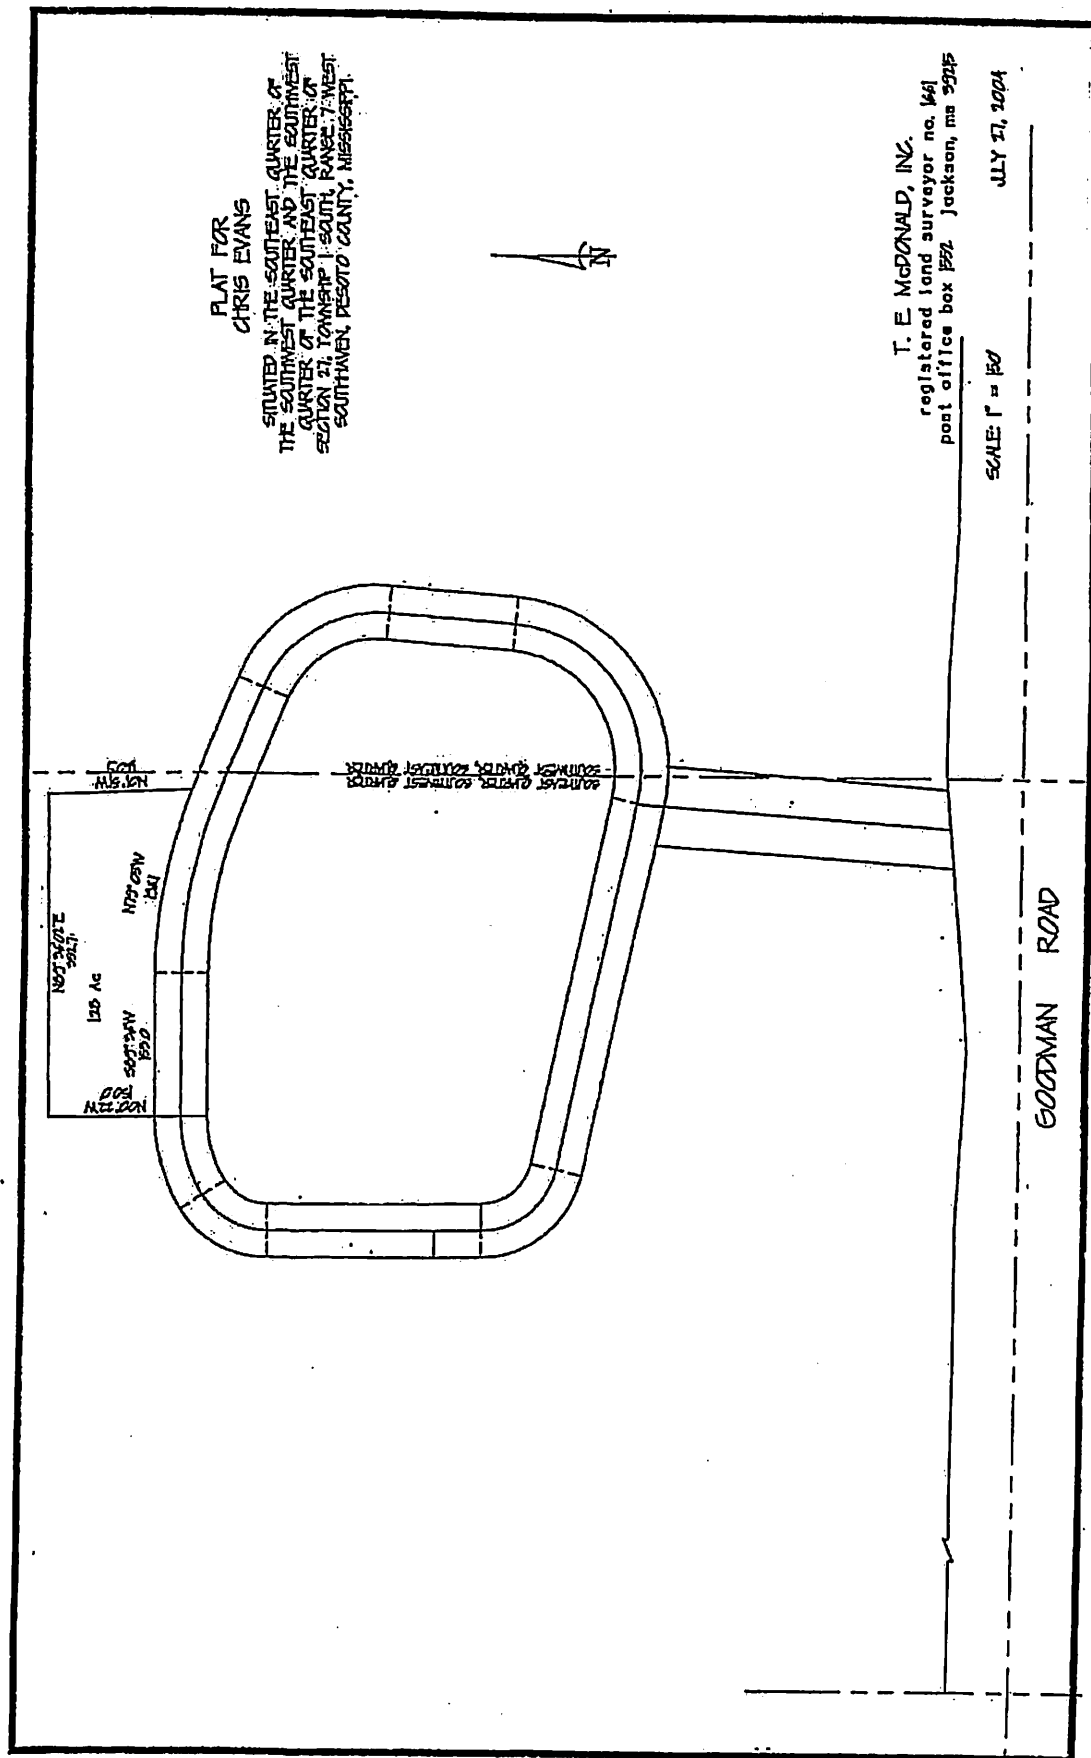 PLAT FOR
CHRIS EVANS
SITUATED IN THE SOUTHEAST QUARTER OF
THE SOUTHWEST QUARTER AND THE SOUTHWEST
QUARTER OF THE SOUTHEAST QUARTER OF
SECTION 27, TOWNSHIP 1 SOUTH, RANGE 7 WEST
SOUTHAVEN, DESOTO COUNTY, MISSISSIPPI.
N
1.23 Ac
SOUTHWEST QUARTER, SOUTHEAST QUARTER
SOUTHEAST QUARTER, SOUTHWEST QUARTER
T. E. McDONALD, INC.
registered land surveyor no. 1661
post office box 1552 jackson, ms 39215
SCALE: 1" = 150'
JULY 27, 2004
GOODMAN ROAD